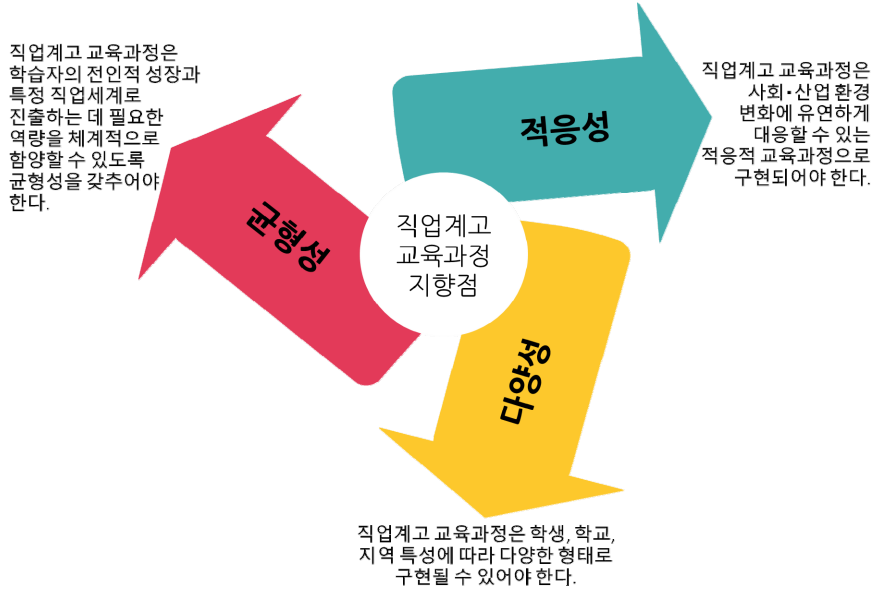 직업계고 교육과정은
학습자의 전인적 성장과
특정 직업세계로
진출하는 데 필요한
역량을 체계적으로
함양할 수 있도록
균형성을 갖추어야
한다.
균형성
적응성
직업계고 교육과정은
사회·산업 환경
변화에 유연하게
대응할 수 있는
적응적 교육과정으로
구현되어야 한다.
직업계고
교육과정
지향점
다양성
직업계고 교육과정은 학생, 학교,
지역 특성에 따라 다양한 형태로
구현될 수 있어야 한다.